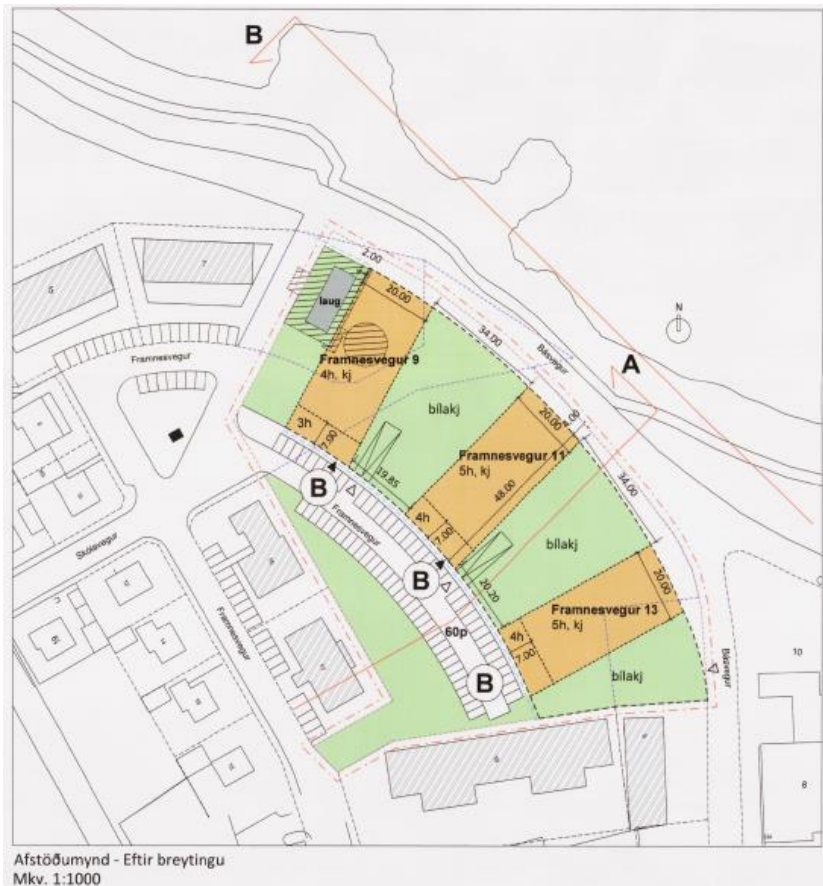 B
7
5
2.00
laug
20.00
34.00
N
Framnesvegur
Framnesvegur 9
4h, kj
Básvegur
A
bílakj
20.00
4.00
3h
7.00
Framnesvegur 11
5h, kj
34.00
B
19.85
48.00
Framnesvegur
4h
7.00
bílakj
Skólavegur
B
20.20
20.00
Framnesvegur 13
5h, kj
Framnesvegur
60p
4h
7.00
bílakj
Básvegur
10
B
8
Afstöðumynd - Eftir breytingu
Mkv. 1:1000